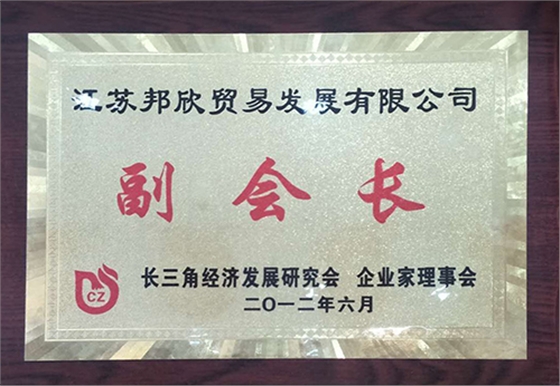 江苏邦欣贸易发展有限公司
副会长
CZ
长三角经济发展研究会 企业家理事会
二〇一二年六月